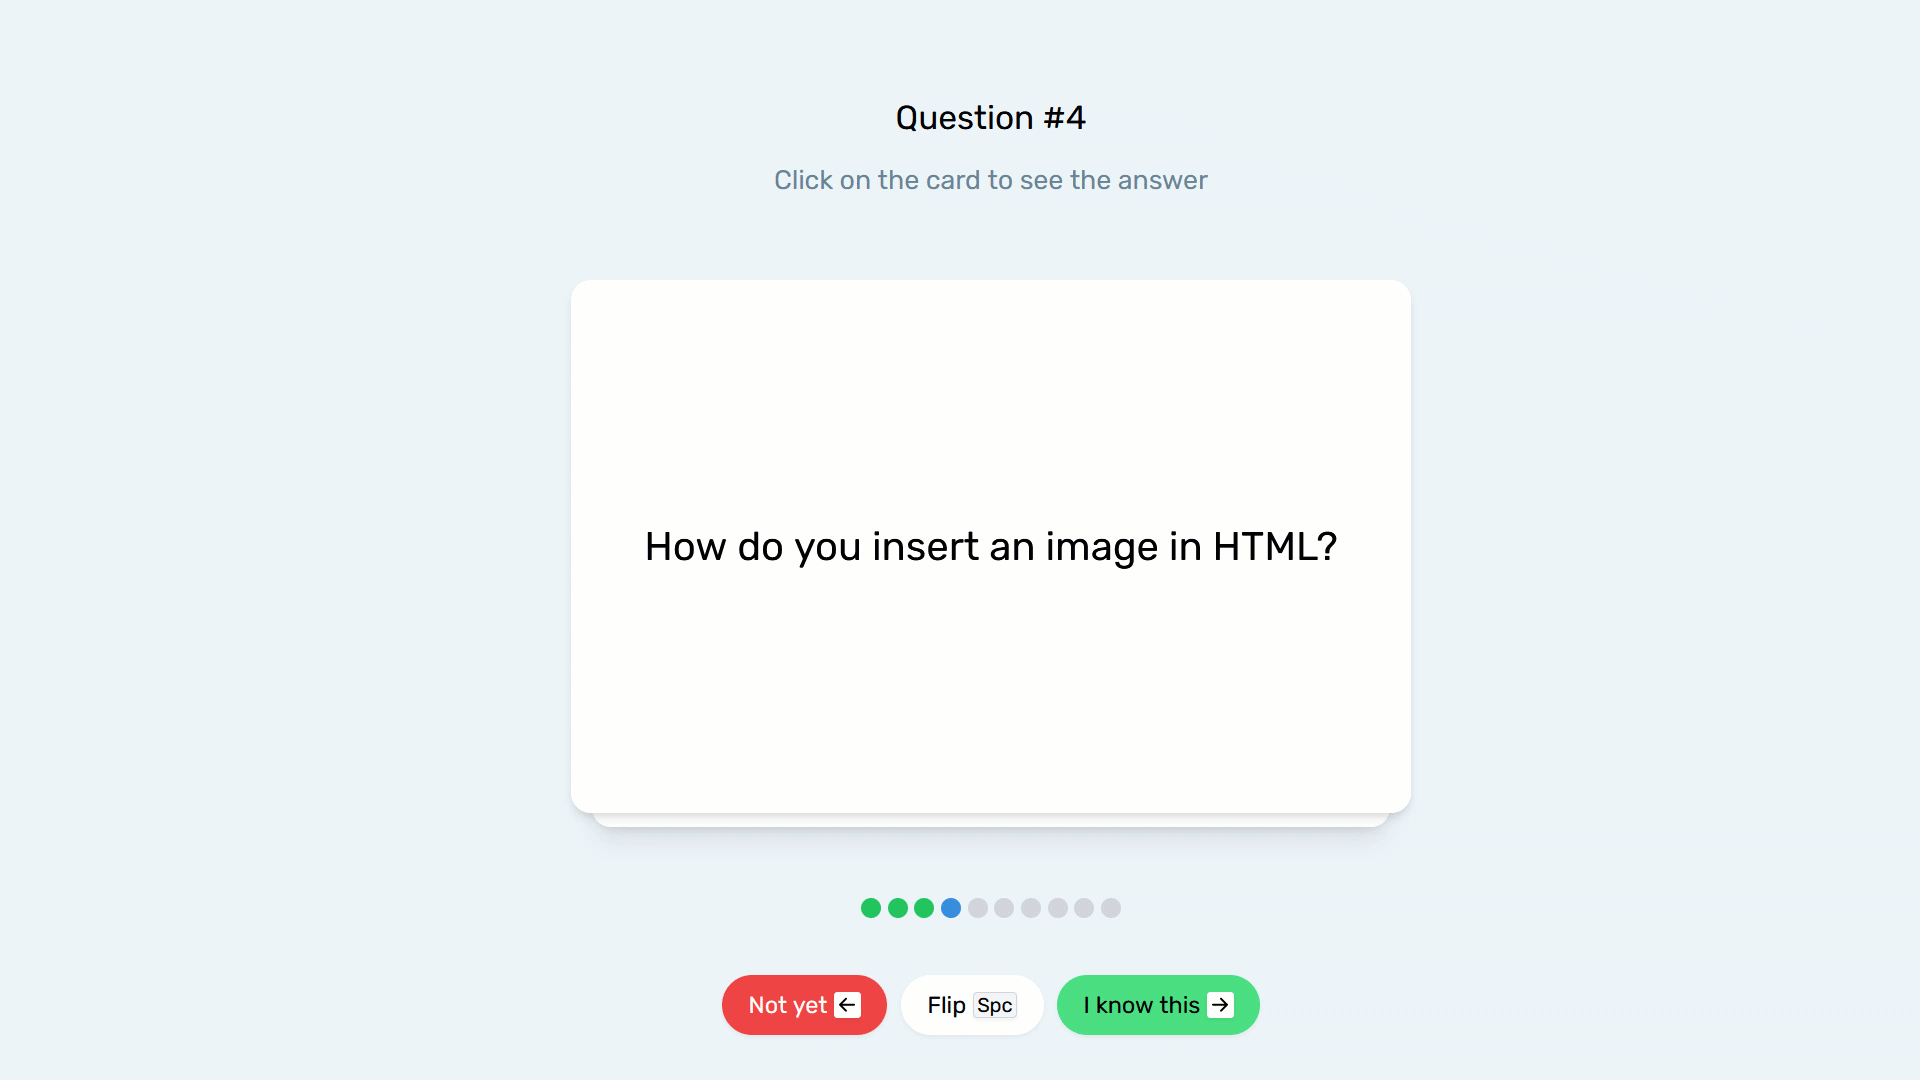 Question #4
Click on the card to see the answer
How do you insert an image in HTML?
Not yet ←
Flip Spc
I know this →